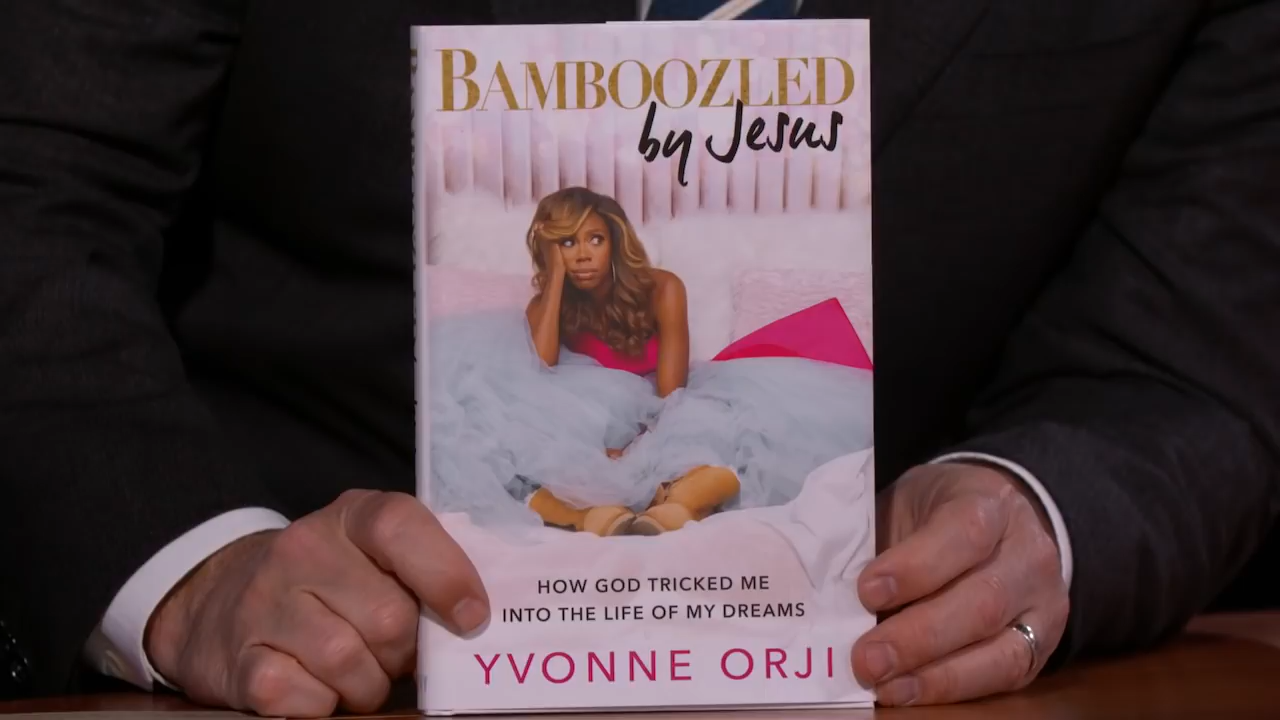 BAMBOOZLED
by Jesus
HOW GOD TRICKED ME
INTO THE LIFE OF MY DREAMS
YVONNE ORJI